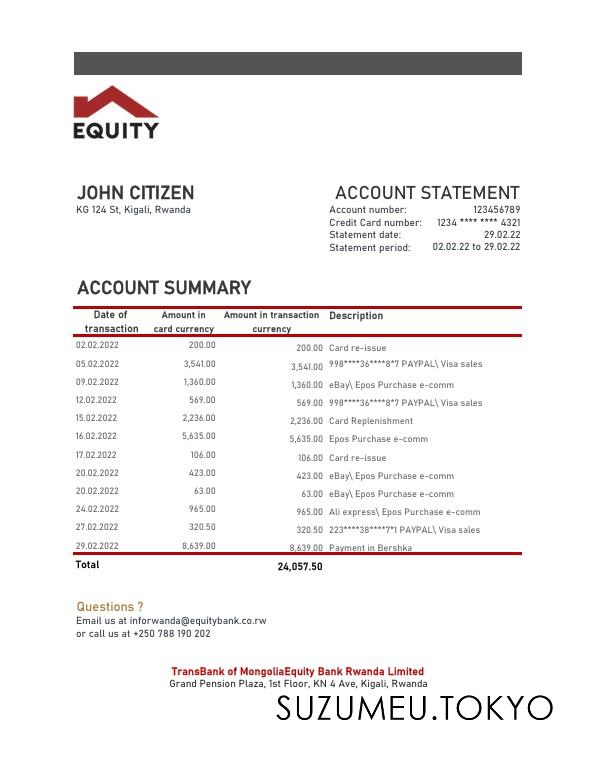 EQUITY
JOHN CITIZEN
KG 124 St, Kigali, Rwanda
ACCOUNT STATEMENT
Account number: 123456789
Credit Card number: 1234 **** **** 4321
Statement date: 29.02.22
Statement period: 02.02.22 to 29.02.22
ACCOUNT SUMMARY
Date of Amount in Amount in transaction Description
transaction card currency currency
02.02.2022 200.00 200.00 Card re-issue
05.02.2022 3,541.00 3,541.00 998****36****8*7 PAYPAL\ Visa sales
09.02.2022 1,360.00 1,360.00 eBay\ Epos Purchase e-comm
12.02.2022 569.00 569.00 998****36****8*7 PAYPAL\ Visa sales
15.02.2022 2,236.00 2,236.00 Card Replenishment
16.02.2022 5,635.00 5,635.00 Epos Purchase e-comm
17.02.2022 106.00 106.00 Card re-issue
20.02.2022 423.00 423.00 eBay\ Epos Purchase e-comm
20.02.2022 63.00 63.00 eBay\ Epos Purchase e-comm
24.02.2022 965.00 965.00 Ali express\ Epos Purchase e-comm
27.02.2022 320.50 320.50 223****38****7*1 PAYPAL\ Visa sales
29.02.2022 8,639.00 8,639.00 Payment in Bershka
Total 24,057.50
Questions ?
Email us at inforwanda@equitybank.co.rw
or call us at +250 788 190 202
TransBank of MongoliaEquity Bank Rwanda Limited
Grand Pension Plaza, 1st Floor, KN 4 Ave, Kigali, Rwanda
SUZUMEU.TOKYO